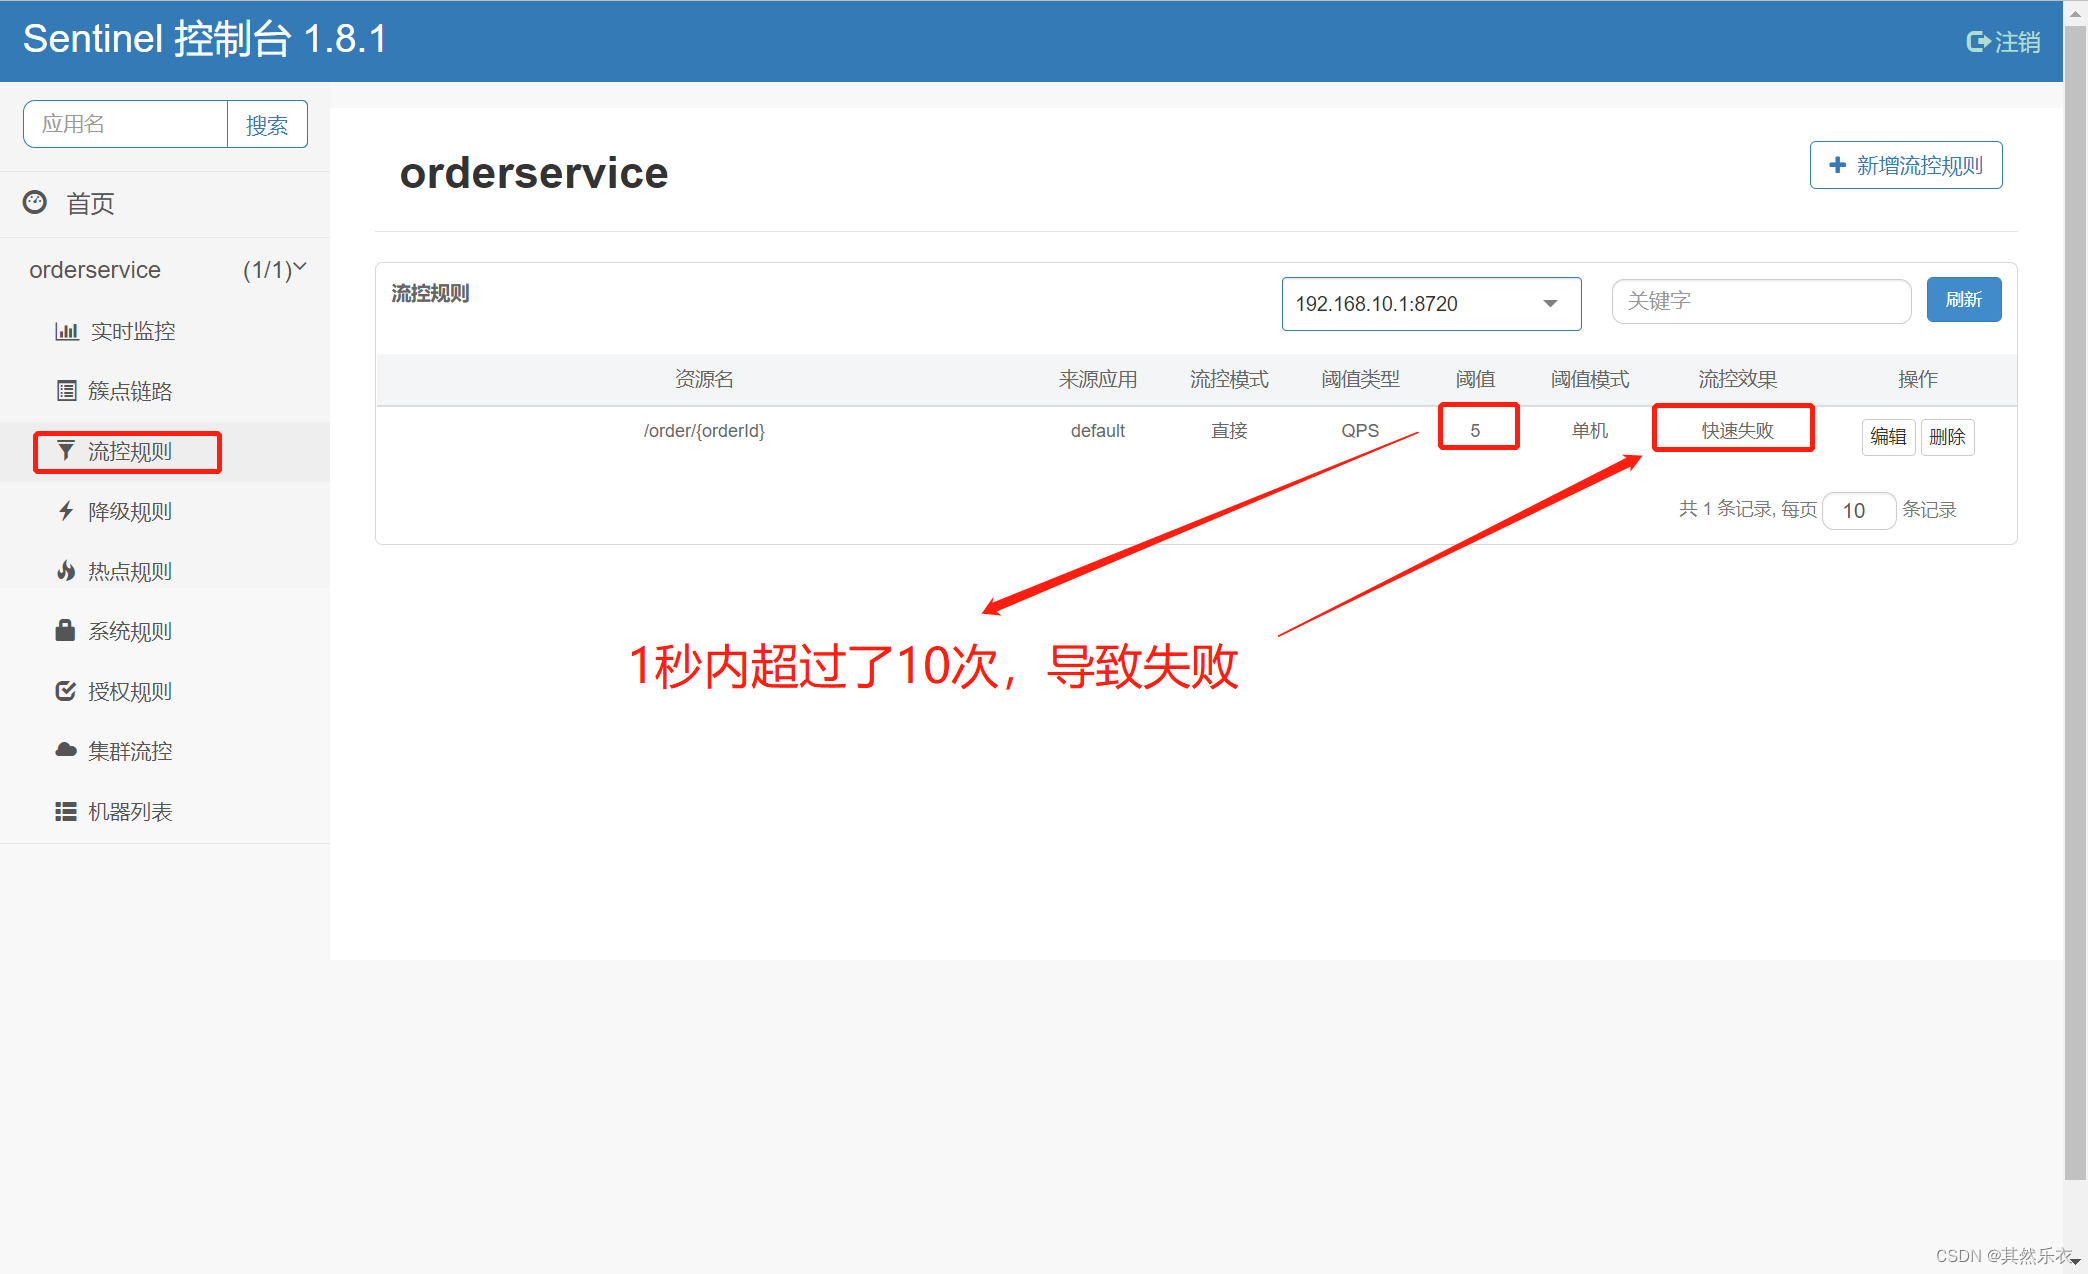 Sentinel 控制台 1.8.1
注销
应用名
搜索
首页
orderservice (1/1)
实时监控
簇点链路
流控规则
降级规则
热点规则
系统规则
授权规则
集群流控
机器列表
orderservice
新增流控规则
流控规则
192.168.10.1:8720
关键字
刷新
资源名 来源应用 流控模式 阈值类型 阈值 阈值模式 流控效果 操作
/order/{orderId} default 直接 QPS 5 单机 快速失败 编辑 删除
共 1 条记录, 每页 10 条记录
1秒内超过了10次，导致失败
CSDN @其然乐衣